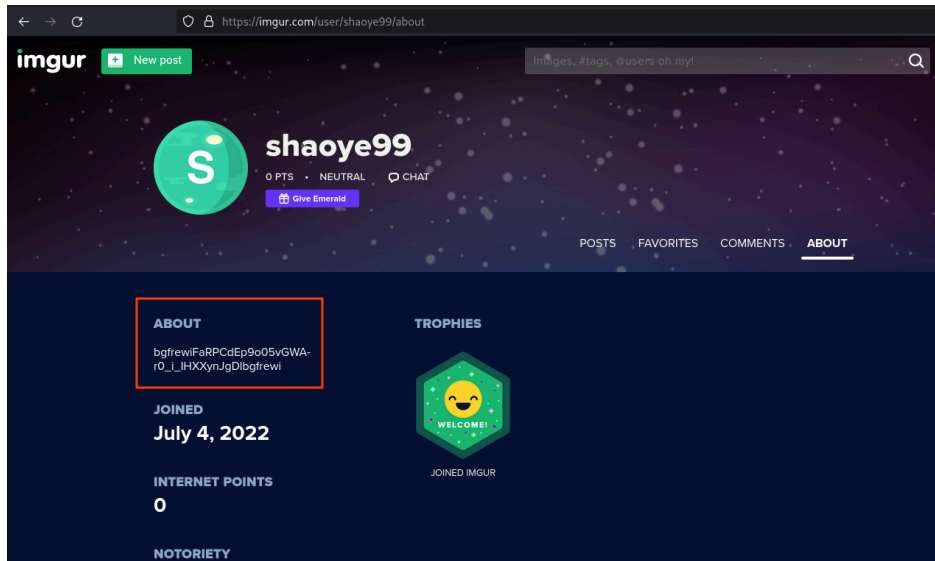 https://imgur.com/user/shaoye99/about
imgur
New post
Images, #tags, @users oh my!
S
shaoye99
0 PTS • NEUTRAL CHAT
Give Emerald
POSTS FAVORITES COMMENTS ABOUT
ABOUT
TROPHIES
bgfrewiFaRPCdEp9o05vGWA-
r0_i_IHXXynJgDIbgfrewi
WELCOME!
JOINED
July 4, 2022
JOINED IMGUR
INTERNET POINTS
0
NOTORIETY